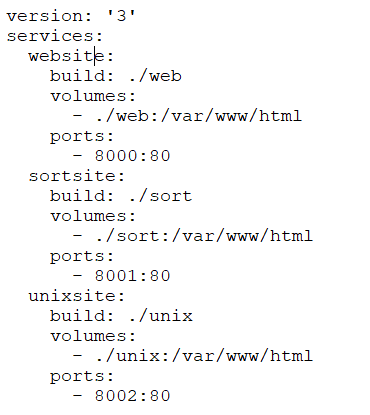 version: '3'
services:
  website:
    build: ./web
    volumes:
      - ./web:/var/www/html
    ports:
      - 8000:80
  sortsite:
    build: ./sort
    volumes:
      - ./sort:/var/www/html
    ports:
      - 8001:80
  unixsite:
    build: ./unix
    volumes:
      - ./unix:/var/www/html
    ports:
      - 8002:80